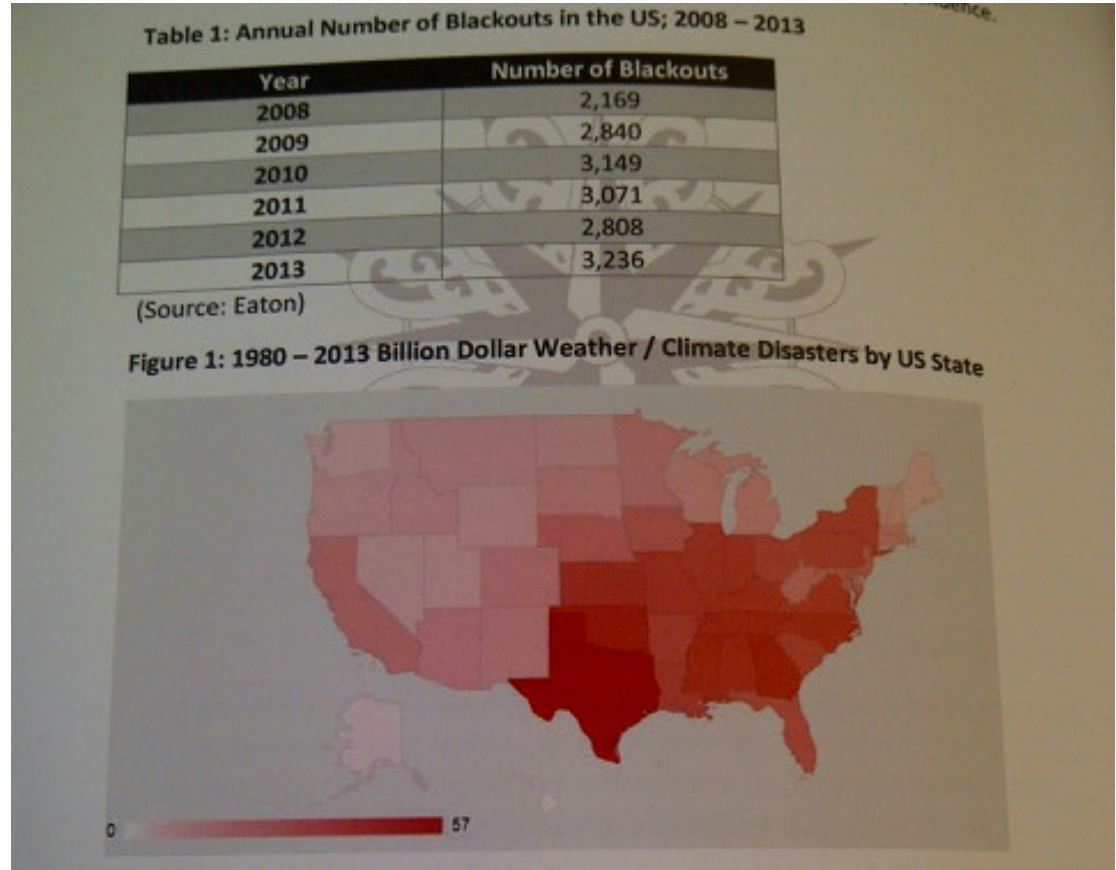 Table 1: Annual Number of Blackouts in the US; 2008 – 2013
Year Number of Blackouts
2008 2,169
2009 2,840
2010 3,149
2011 3,071
2012 2,808
2013 3,236
(Source: Eaton)
Figure 1: 1980 – 2013 Billion Dollar Weather / Climate Disasters by US State
0 57